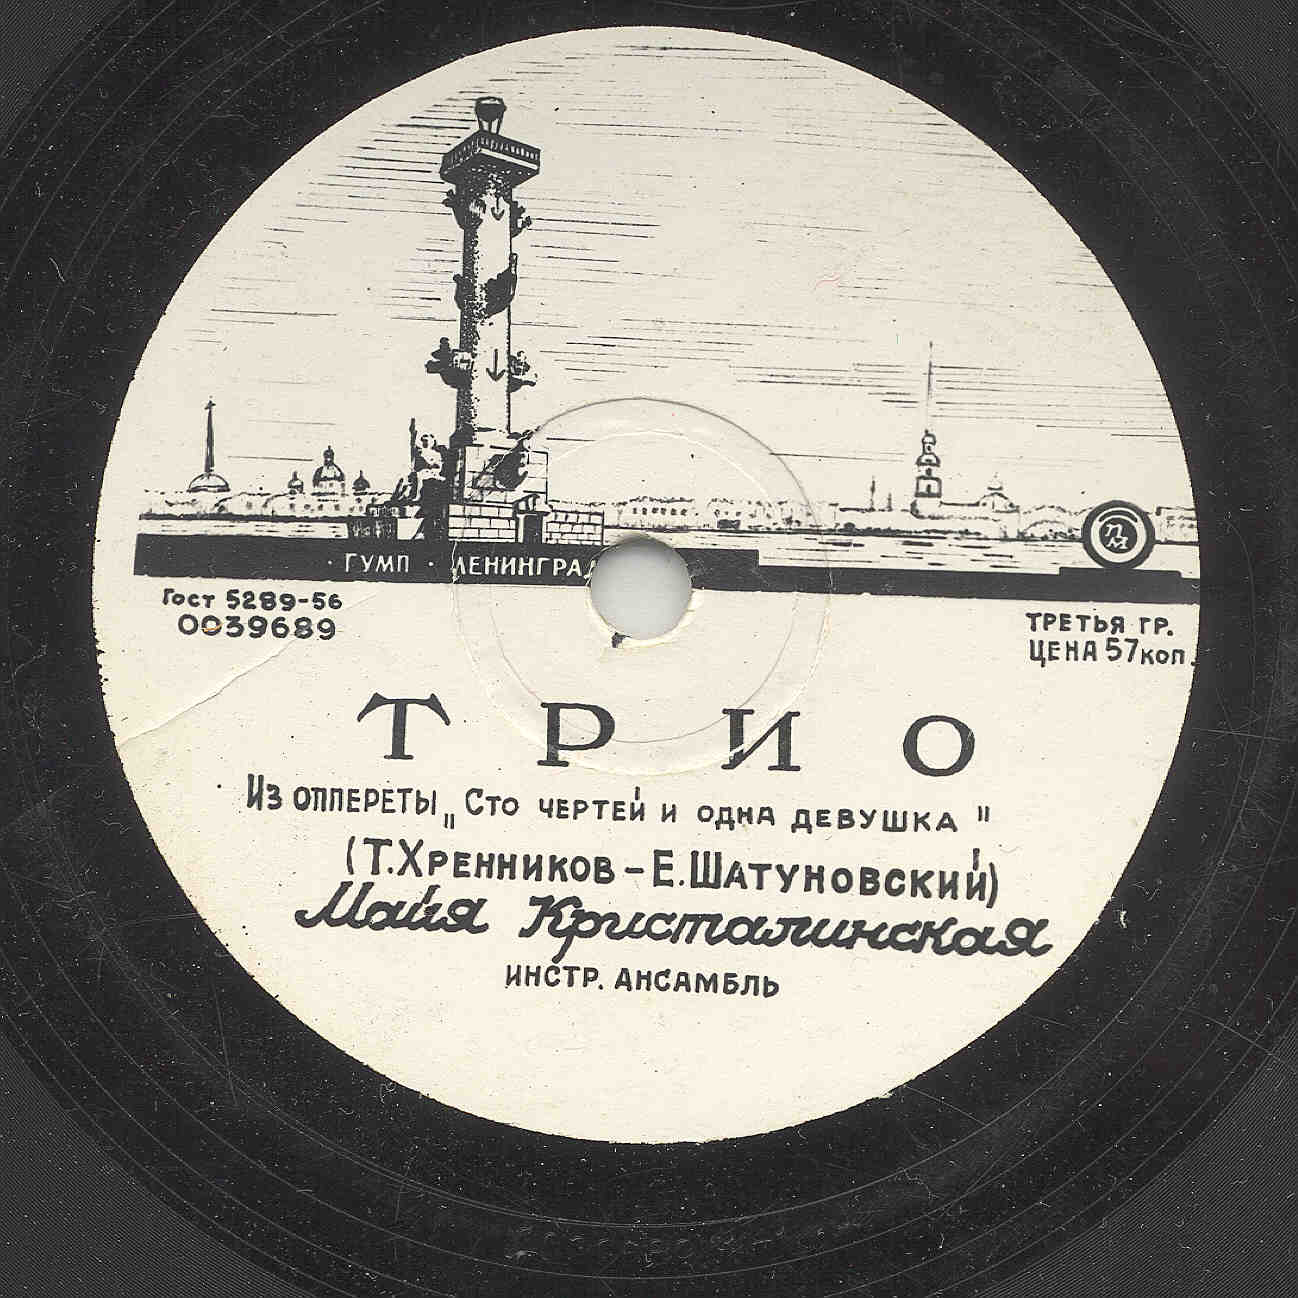 ПМ
· ГУМП · ЛЕНИНГРАД
Гост 5289-56
0039689
ТРЕТЬЯ ГР.
ЦЕНА 57 коп.
ТРИО
Из опперЕты „Сто чертей и одна девушка"
(Т. Хренников – Е. Шатуновский)
Майя Кристалинская
инстр. ансамбль